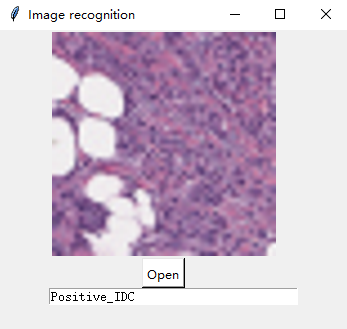 Image recognition
Open
Positive_IDC